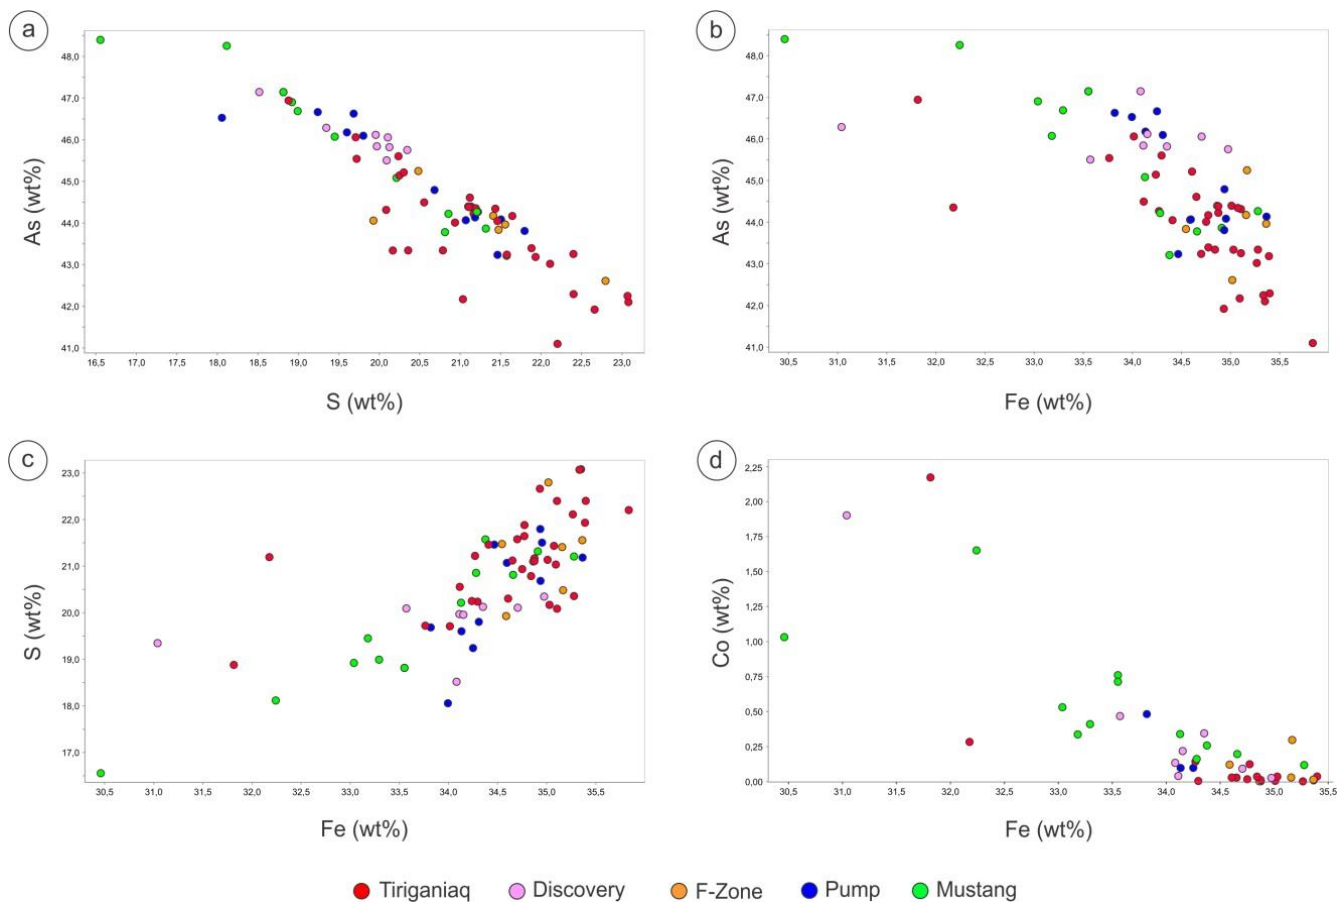 a
As (wt%)
48,0
47,0
46,0
45,0
44,0
43,0
42,0
41,0
16,5 17,0 17,5 18,0 18,5 19,0 19,5 20,0 20,5 21,0 21,5 22,0 22,5 23,0
S (wt%)
b
As (wt%)
48,0
47,0
46,0
45,0
44,0
43,0
42,0
41,0
30,5 31,0 31,5 32,0 32,5 33,0 33,5 34,0 34,5 35,0 35,5
Fe (wt%)
c
S (wt%)
23,0
22,0
21,0
20,0
19,0
18,0
17,0
30,5 31,0 31,5 32,0 32,5 33,0 33,5 34,0 34,5 35,0 35,5
Fe (wt%)
d
Co (wt%)
2,25
2,00
1,75
1,50
1,25
1,00
0,75
0,50
0,25
0,00
30,5 31,0 31,5 32,0 32,5 33,0 33,5 34,0 34,5 35,0 35,5
Fe (wt%)
Tiriganiaq Discovery F-Zone Pump Mustang